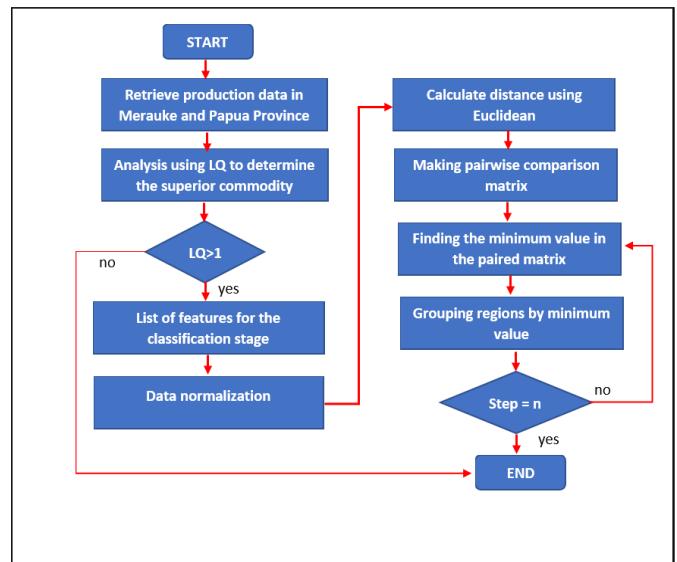 START
Retrieve production data in
Merauke and Papua Province
Analysis using LQ to determine
the superior commodity
LQ>1
no
yes
List of features for the
classification stage
Data normalization
Calculate distance using
Euclidean
Making pairwise comparison
matrix
Finding the minimum value in
the paired matrix
Grouping regions by minimum
value
Step = n
no
yes
END